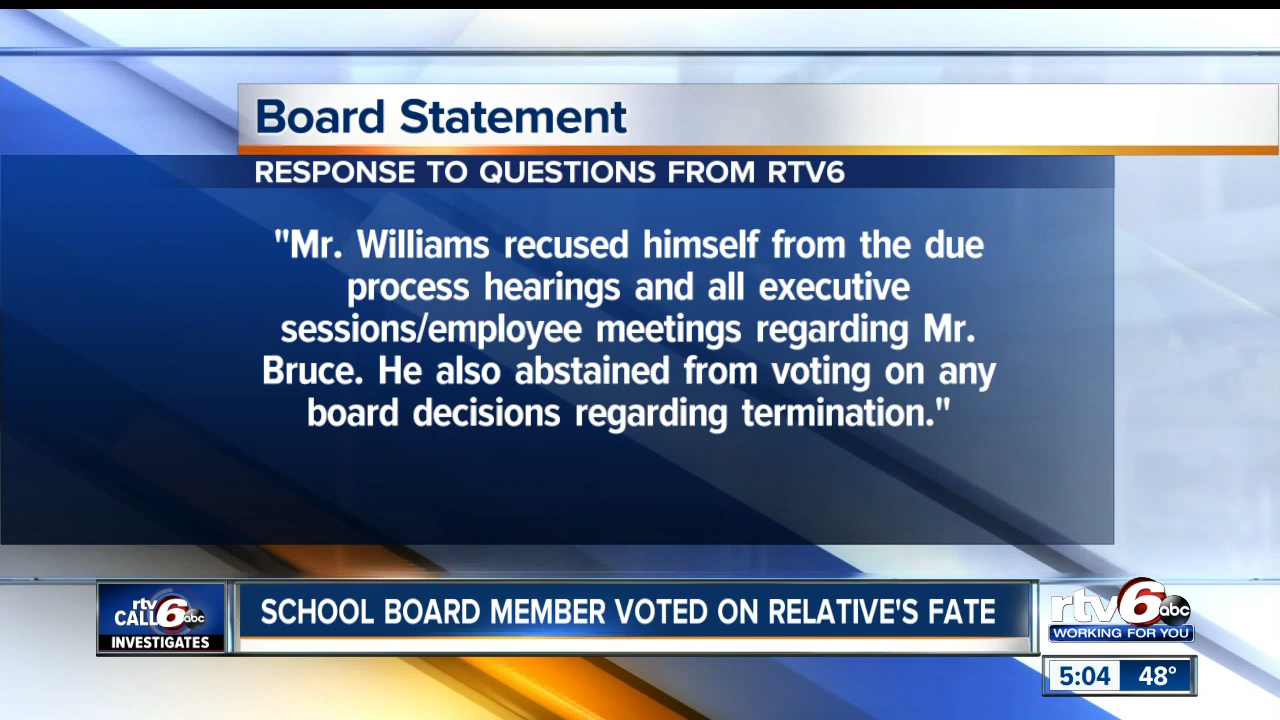 Board Statement
RESPONSE TO QUESTIONS FROM RTV6
"Mr. Williams recused himself from the due
process hearings and all executive
sessions/employee meetings regarding Mr.
Bruce. He also abstained from voting on any
board decisions regarding termination."
rtv6 abc
CALL 6
INVESTIGATES
SCHOOL BOARD MEMBER VOTED ON RELATIVE'S FATE
rtv6 abc
WORKING FOR YOU
5:04 48°